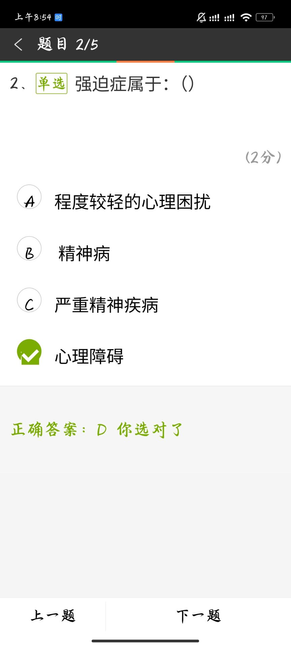 上午8:54
97
题目 2/5
2、单选 强迫症属于：（）
(2分)
A 程度较轻的心理困扰
B 精神病
C 严重精神疾病
心理障碍
正确答案：D 你选对了
上一题 下一题